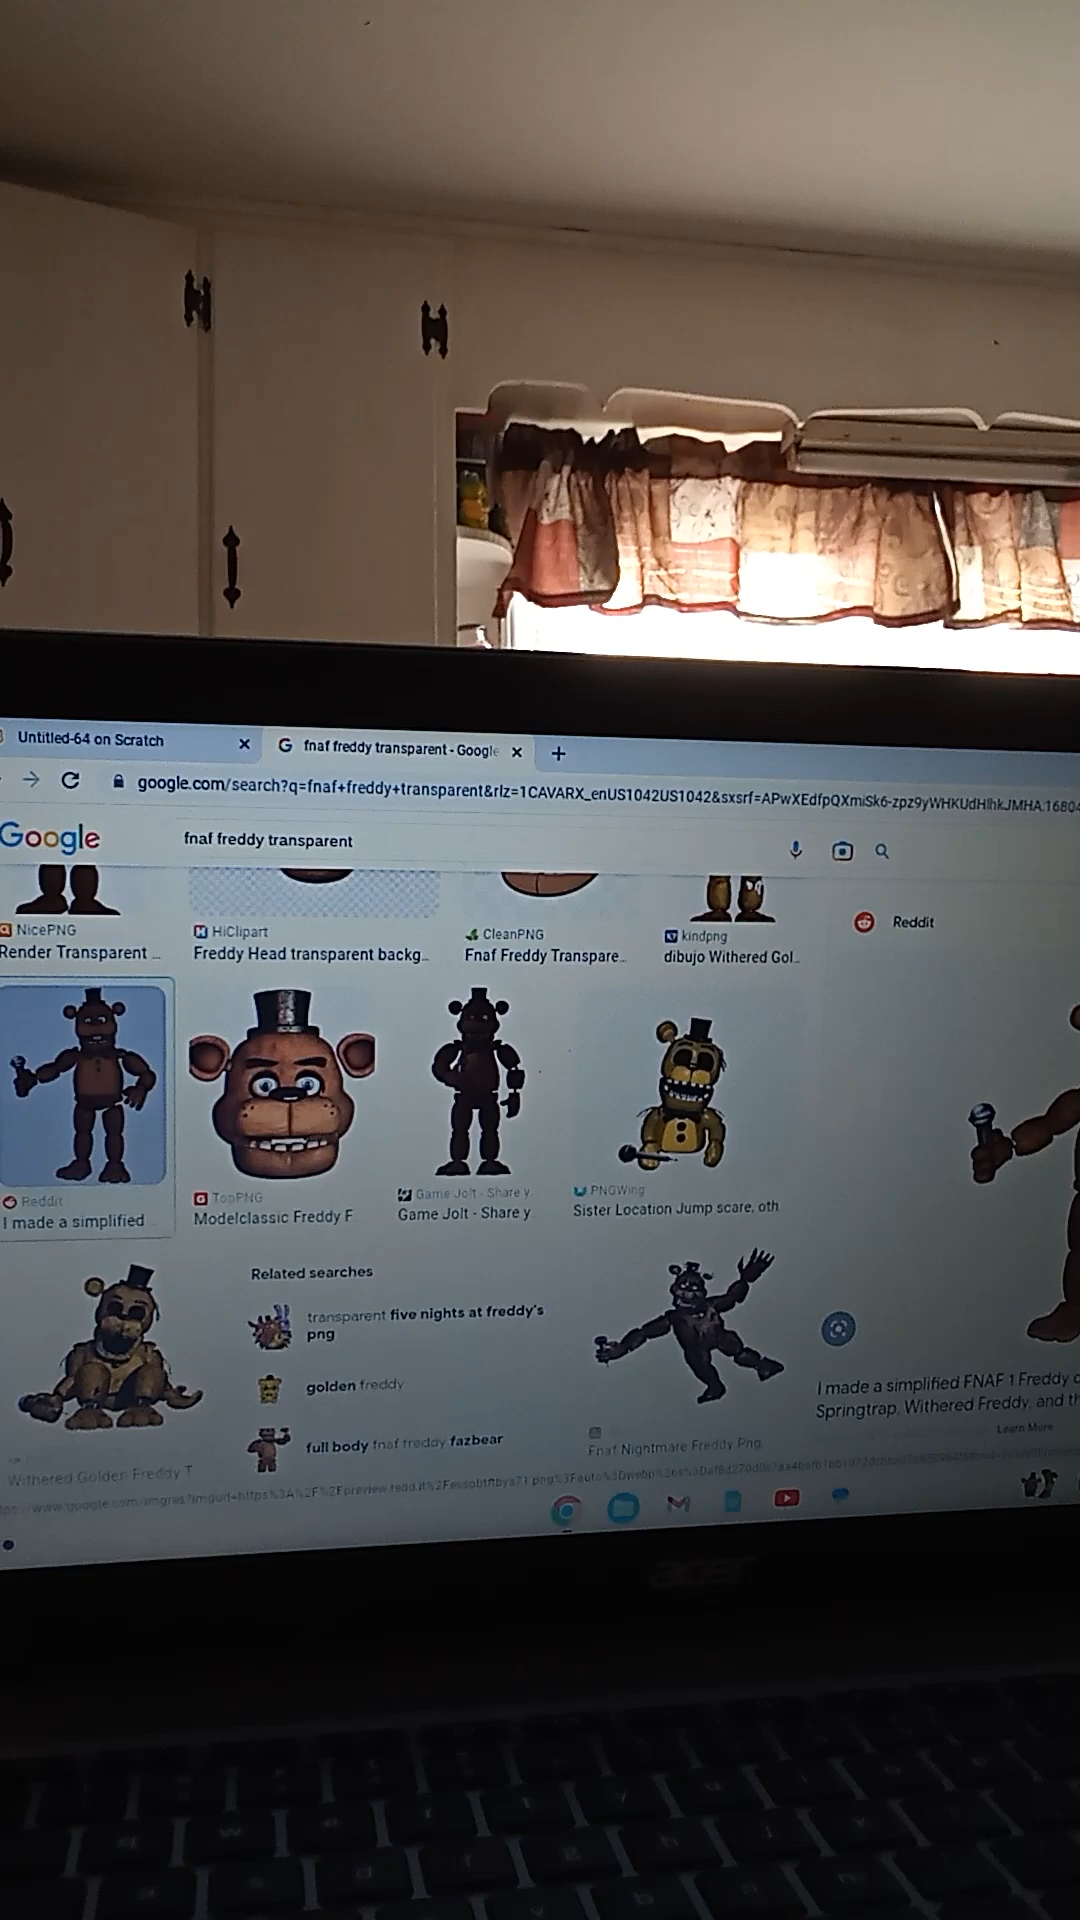 Untitled-64 on Scratch
fnaf freddy transparent - Google
google.com/search?q=fnaf+freddy+transparent&rlz=1CAVARX_enUS1042US1042&sxsrf=APwXEdfpQXmiSk6-zpz9yWHKUdHlhkJMHA:16804
Google
fnaf freddy transparent
NicePNG
Render Transparent ...
HiClipart
Freddy Head transparent backg...
CleanPNG
Fnaf Freddy Transpare...
kindpng
dibujo Withered Gol...
Reddit
Reddit
I made a simplified
TopPNG
Modelclassic Freddy F
Game Jolt - Share y
Game Jolt - Share y
PNGWing
Sister Location Jump scare, oth
Related searches
transparent five nights at freddy's
png
golden freddy
full body fnaf freddy fazbear
Withered Golden Freddy T
Fnaf Nightmare Freddy Png
I made a simplified FNAF 1 Freddy
Springtrap, Withered Freddy, and
Learn More
acer